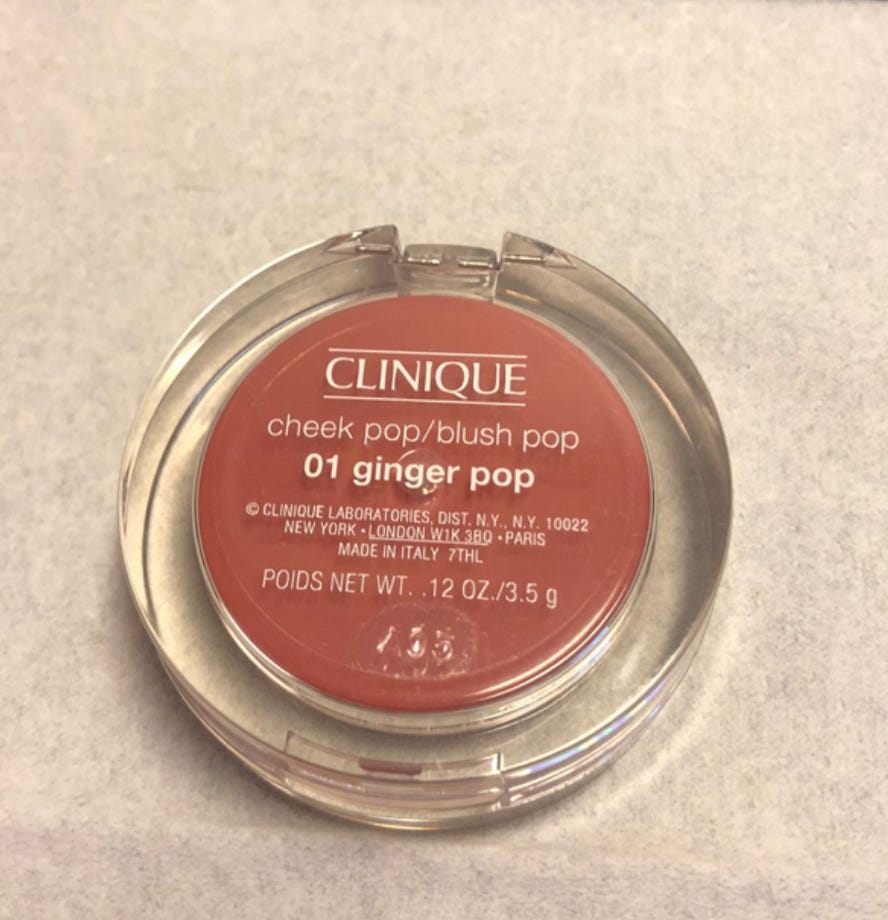 CLINIQUE
cheek pop/blush pop
01 ginger pop
© CLINIQUE LABORATORIES, DIST. N.Y., N.Y. 10022
NEW YORK • LONDON W1K 3BQ • PARIS
MADE IN ITALY 7THL
POIDS NET WT. .12 OZ./3.5 g